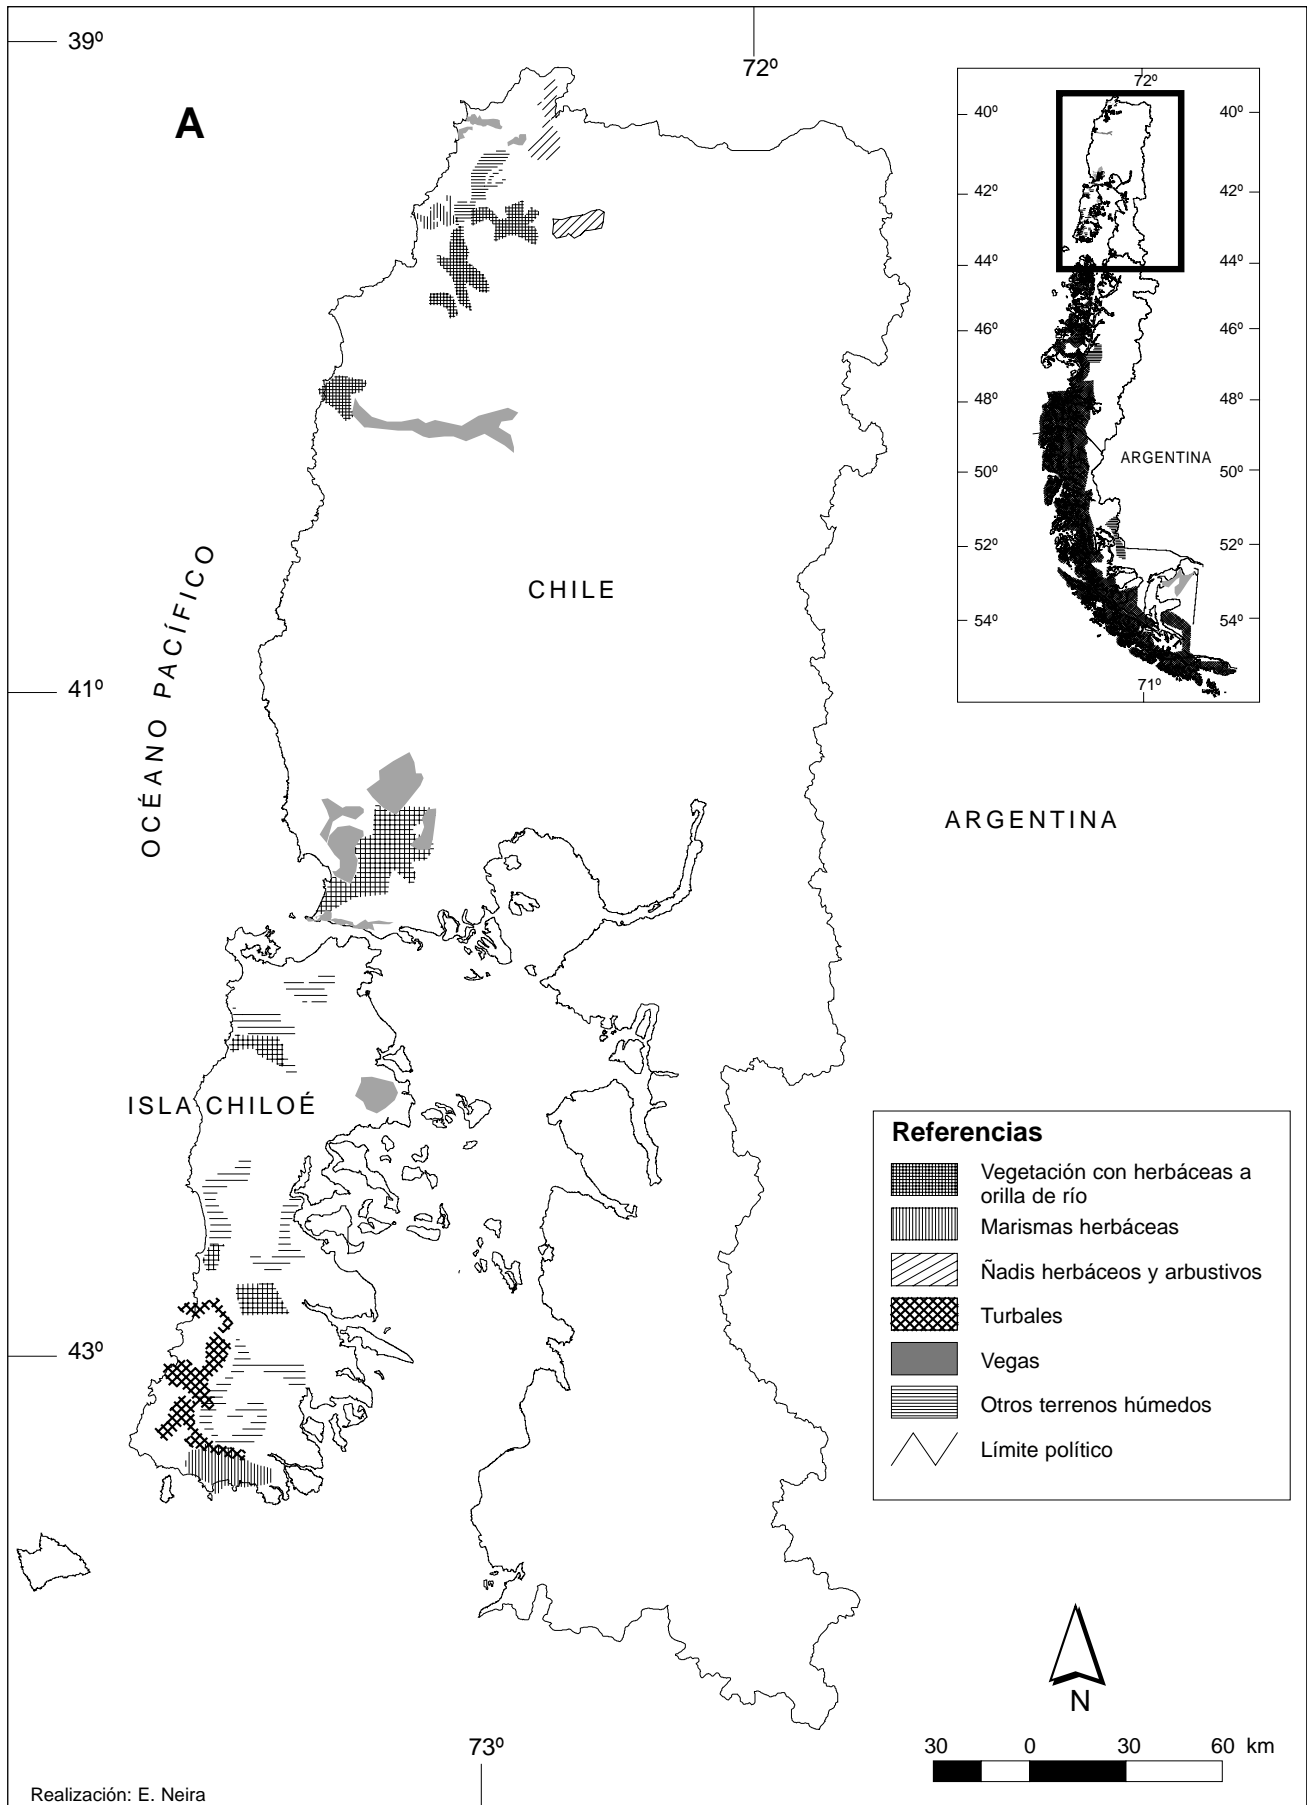 39º
72º
A
72º
40º
40º
42º
42º
44º
44º
46º
46º
48º
48º
ARGENTINA
50º
50º
52º
52º
54º
54º
71º
OCÉANO PACÍFICO
CHILE
41º
ARGENTINA
ISLA CHILOÉ
Referencias
Vegetación con herbáceas a
orilla de río
Marismas herbáceas
Ñadis herbáceos y arbustivos
Turbales
Vegas
Otros terrenos húmedos
Límite político
43º
N
73º
30 0 30 60 km
Realización: E. Neira